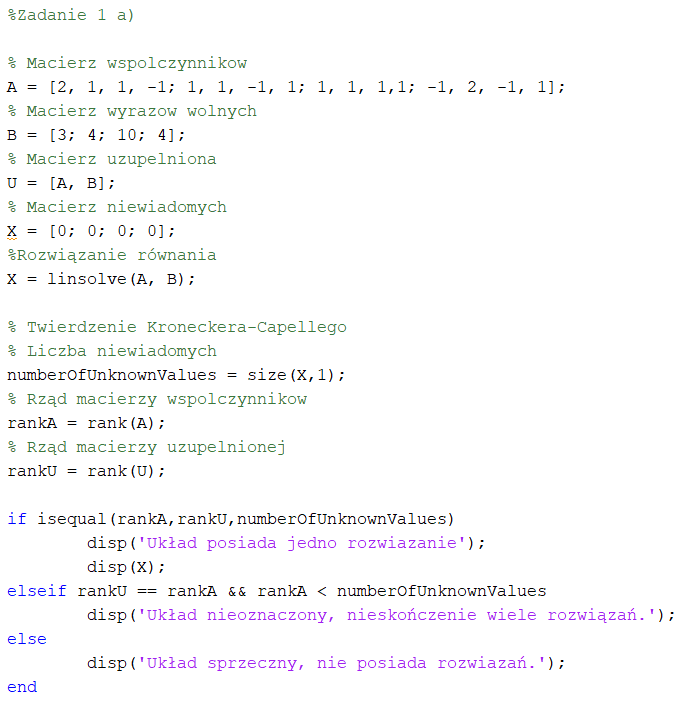 %Zadanie 1 a)
% Macierz wspolczynnikow
A = [2, 1, 1, -1; 1, 1, -1, 1; 1, 1, 1,1; -1, 2, -1, 1];
% Macierz wyrazow wolnych
B = [3; 4; 10; 4];
% Macierz uzupelniona
U = [A, B];
% Macierz niewiadomych
X = [0; 0; 0; 0];
%Rozwiązanie równania
X = linsolve(A, B);
% Twierdzenie Kroneckera-Capellego
% Liczba niewiadomych
numberOfUnknownValues = size(X,1);
% Rząd macierzy wspolczynnikow
rankA = rank(A);
% Rząd macierzy uzupelnionej
rankU = rank(U);
if isequal(rankA,rankU,numberOfUnknownValues)
        disp('Układ posiada jedno rozwiazanie');
        disp(X);
elseif rankU == rankA && rankA < numberOfUnknownValues
        disp('Układ nieoznaczony, nieskończenie wiele rozwiązań.');
else
        disp('Układ sprzeczny, nie posiada rozwiazań.');
end